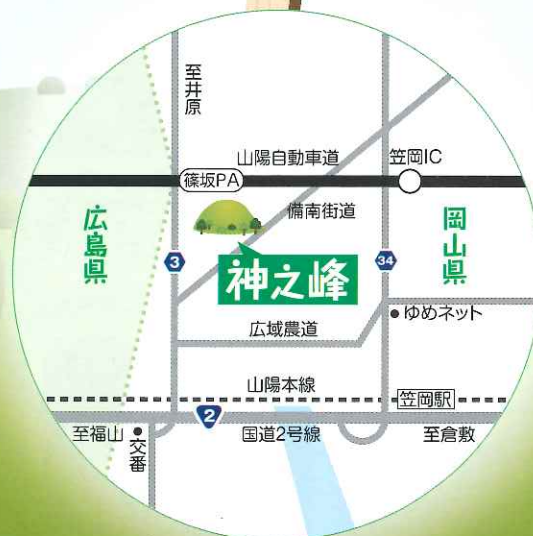 至井原
山陽自動車道
笠岡IC
篠坂PA
備南街道
広島県
岡山県
3
34
神之峰
ゆめネット
広域農道
山陽本線
笠岡駅
2
至福山
交番
国道2号線
至倉敷